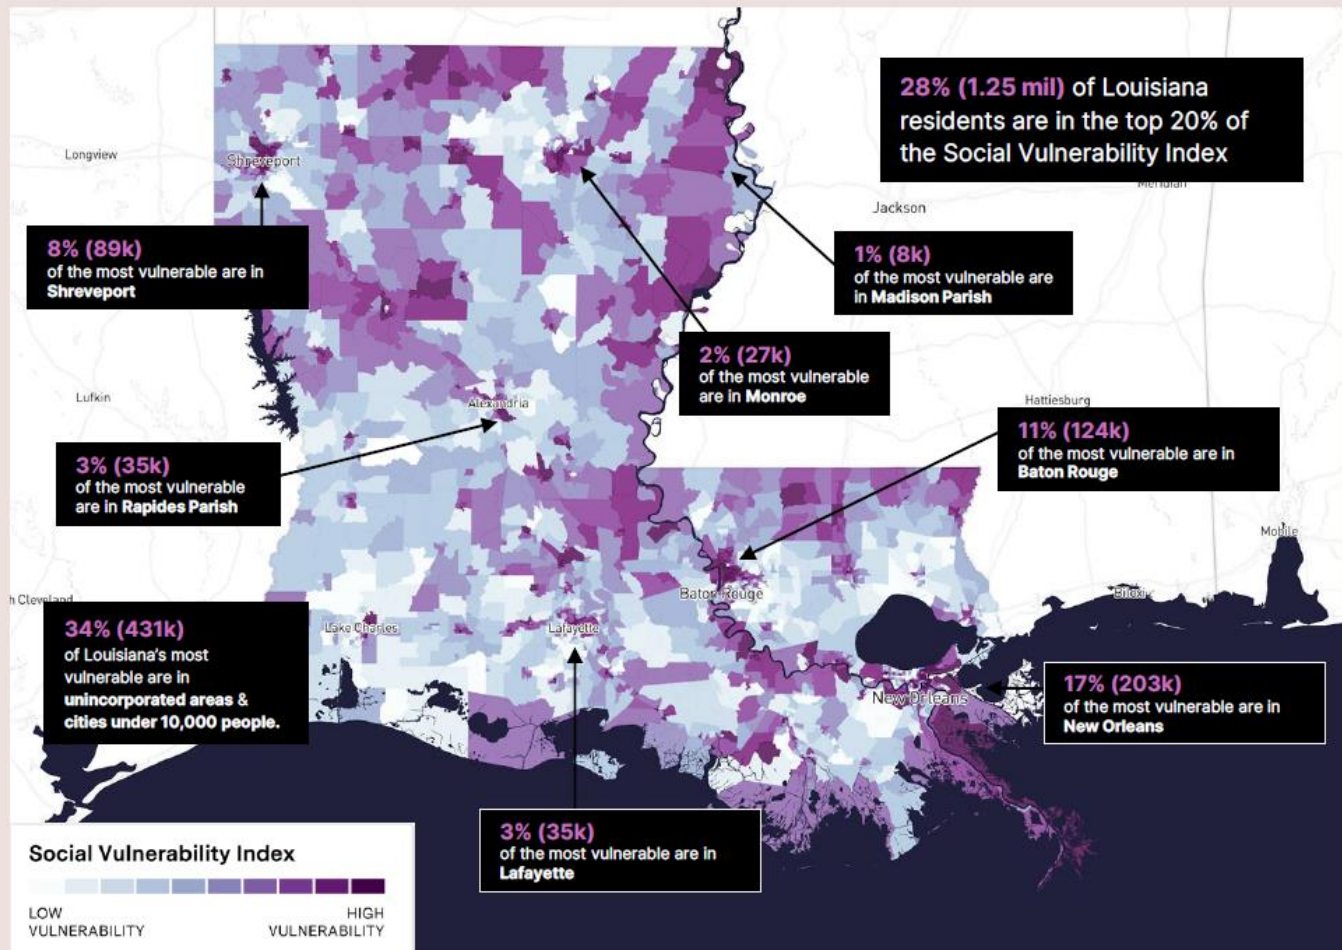 28% (1.25 mil) of Louisiana
residents are in the top 20% of
the Social Vulnerability Index
Longview
Shreveport
Meridian
Jackson
8% (89k)
of the most vulnerable are in
Shreveport
1% (8k)
of the most vulnerable are
in Madison Parish
2% (27k)
of the most vulnerable
are in Monroe
Lufkin
Alexandria
Hattiesburg
11% (124k)
of the most vulnerable are in
Baton Rouge
3% (35k)
of the most vulnerable
are in Rapides Parish
Mobile
Baton Rouge
Biloxi
h Cleveland
34% (431k)
of Louisiana's most
vulnerable are in
unincorporated areas &
cities under 10,000 people.
Lake Charles
Lafayette
New Orleans
17% (203k)
of the most vulnerable are in
New Orleans
3% (35k)
of the most vulnerable are in
Lafayette
Social Vulnerability Index
LOW
VULNERABILITY
HIGH
VULNERABILITY